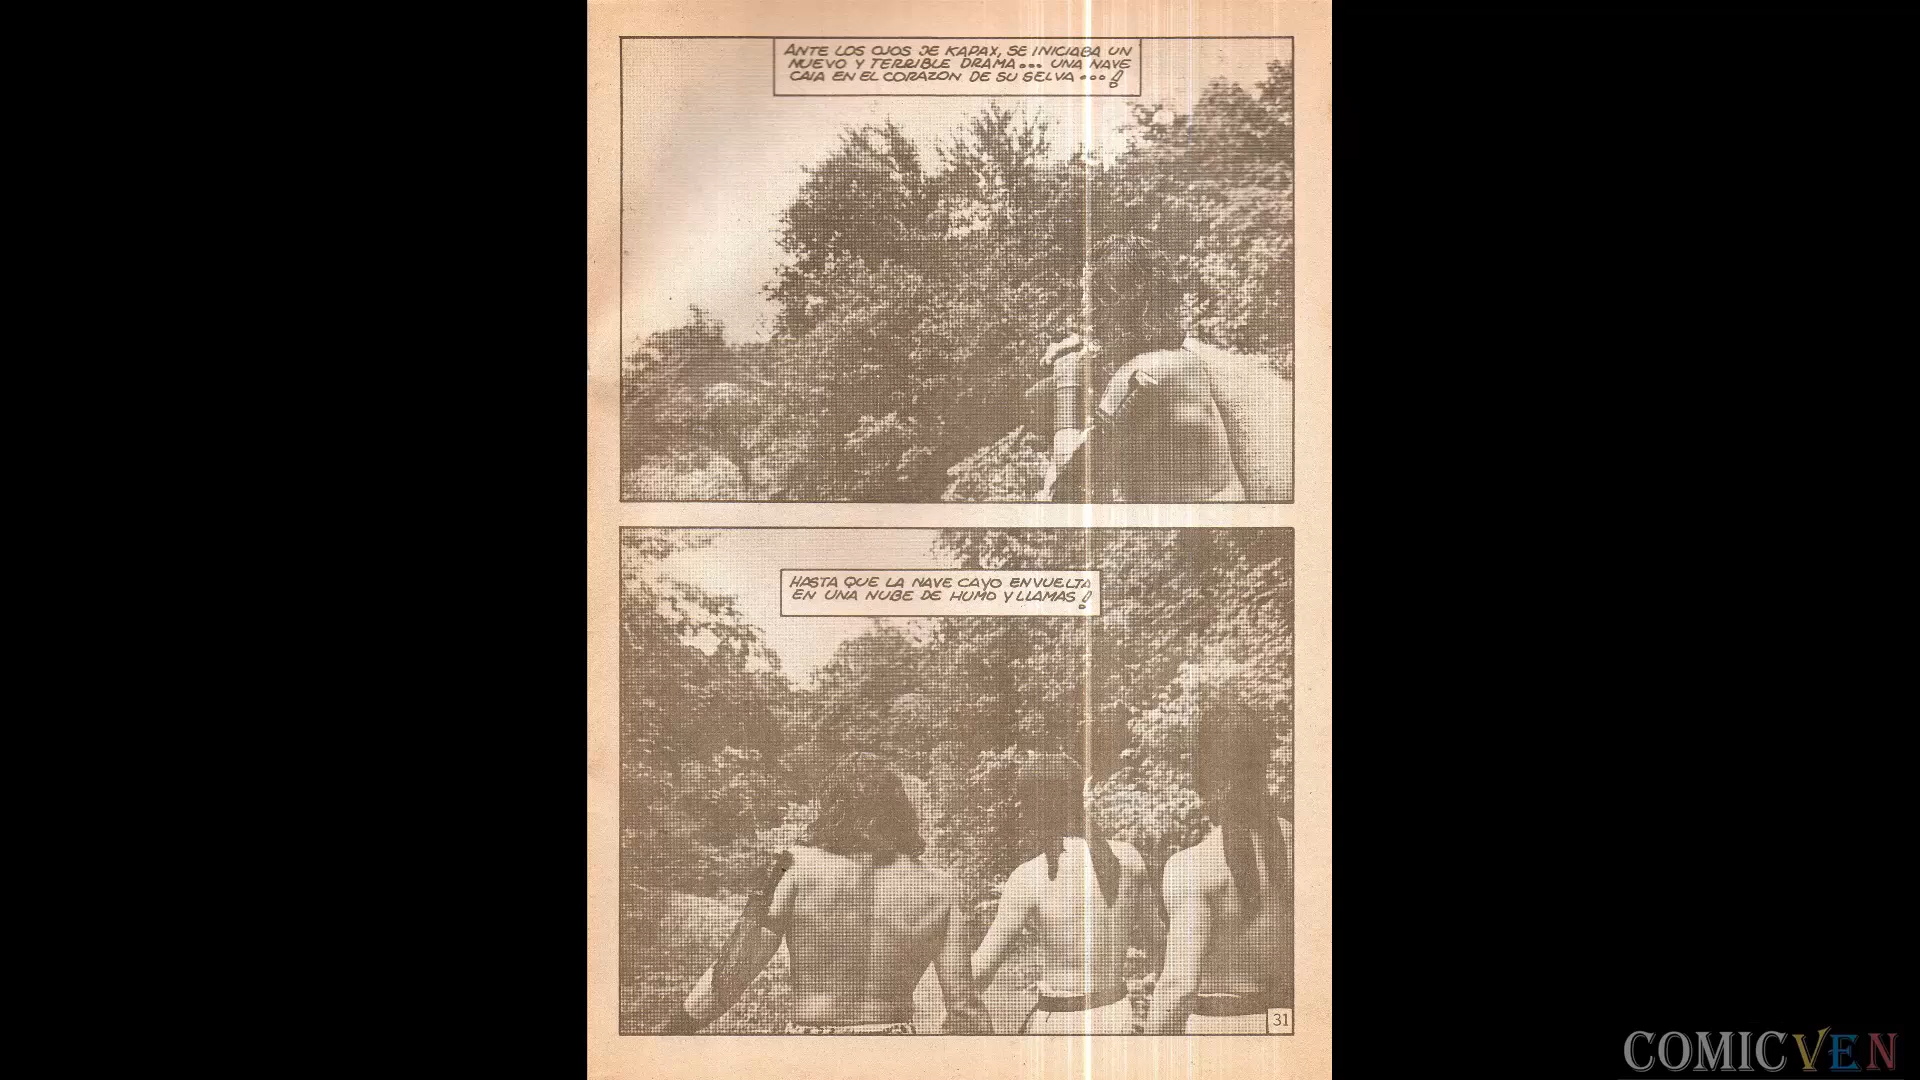 ANTE LOS OJOS DE KAPAX, SE INICIABA UN
NUEVO Y TERRIBLE DRAMA... UNA NAVE
CAIA EN EL CORAZON DE SU SELVA...!
HASTA QUE LA NAVE CAYO ENVUELTA
EN UNA NUBE DE HUMO Y LLAMAS!
31
COMICVEN